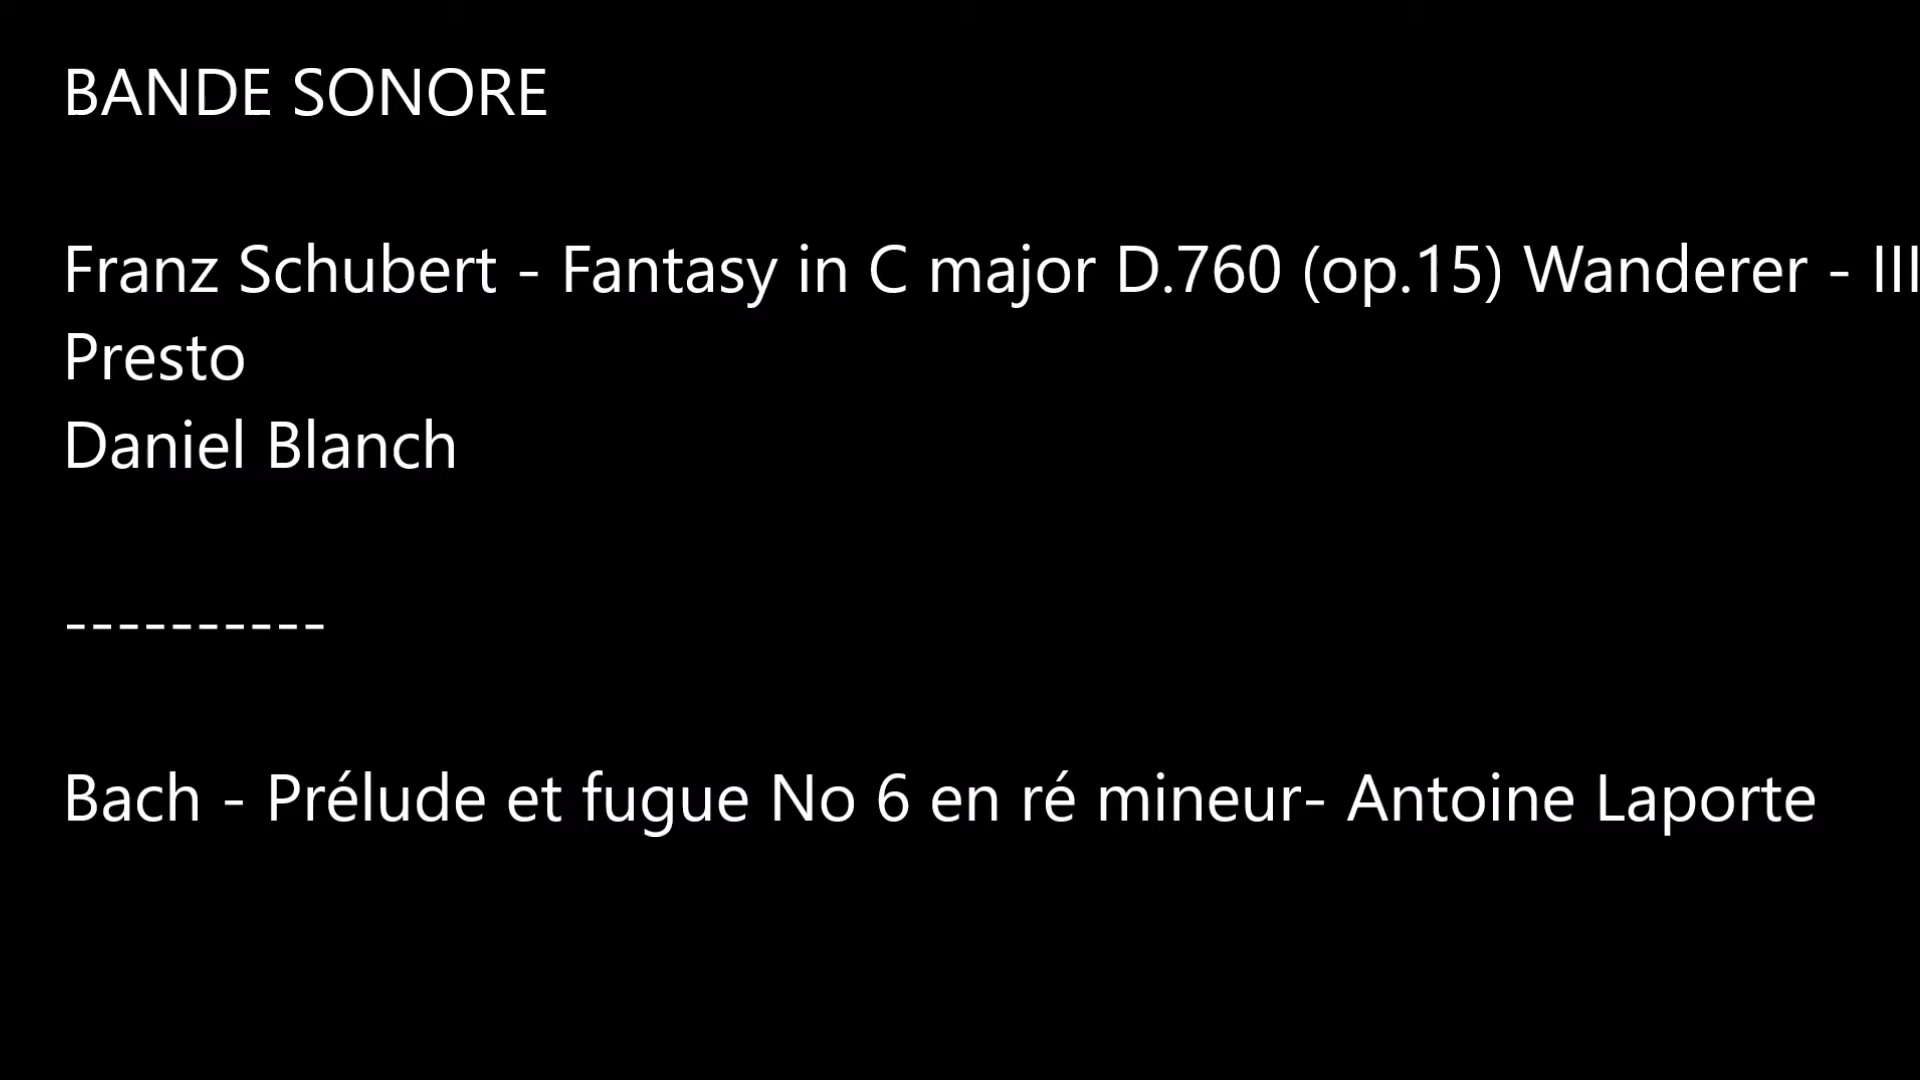 BANDE SONORE
Franz Schubert - Fantasy in C major D.760 (op.15) Wanderer - III
Presto
Daniel Blanch
----------
Bach - Prélude et fugue No 6 en ré mineur- Antoine Laporte